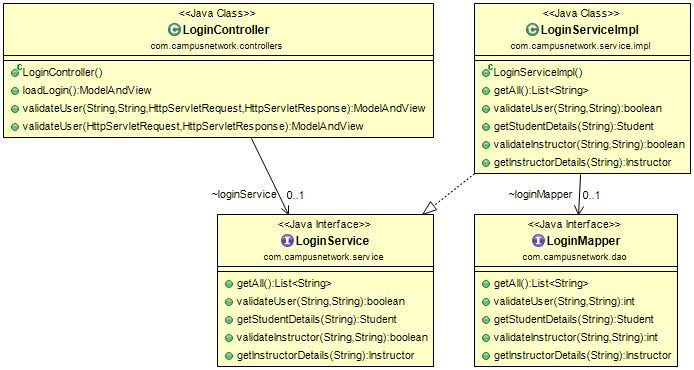 <<Java Class>>
LoginController
com.campusnetwork.controllers
LoginController()
loadLogin():ModelAndView
validateUser(String,String,HttpServletRequest,HttpServletResponse):ModelAndView
validateUser(HttpServletRequest,HttpServletResponse):ModelAndView
<<Java Class>>
LoginServiceImpl
com.campusnetwork.service.impl
LoginServiceImpl()
getAll():List<String>
validateUser(String,String):boolean
getStudentDetails(String):Student
validateInstructor(String,String):boolean
getInstructorDetails(String):Instructor
~loginService 0..1
~loginMapper 0..1
<<Java Interface>>
LoginService
com.campusnetwork.service
getAll():List<String>
validateUser(String,String):boolean
getStudentDetails(String):Student
validateInstructor(String,String):boolean
getInstructorDetails(String):Instructor
<<Java Interface>>
LoginMapper
com.campusnetwork.dao
getAll():List<String>
validateUser(String,String):int
getStudentDetails(String):Student
validateInstructor(String,String):int
getInstructorDetails(String):Instructor